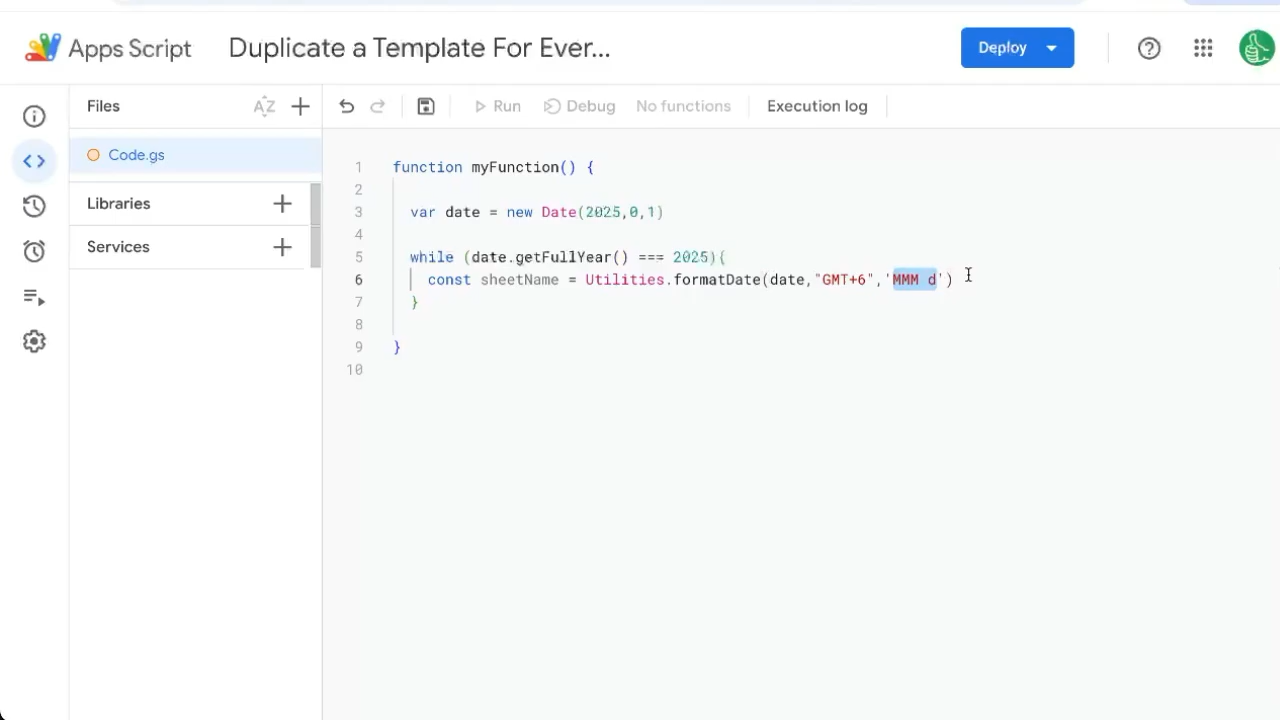 Apps Script
Duplicate a Template For Ever...
Deploy
Files
AZ
Run
Debug
No functions
Execution log
Code.gs
Libraries
Services
1 function myFunction() {
2
3 var date = new Date(2025,0,1)
4
5 while (date.getFullYear() === 2025){
6 const sheetName = Utilities.formatDate(date,"GMT+6",'MMM d')
7 }
8
9 }
10